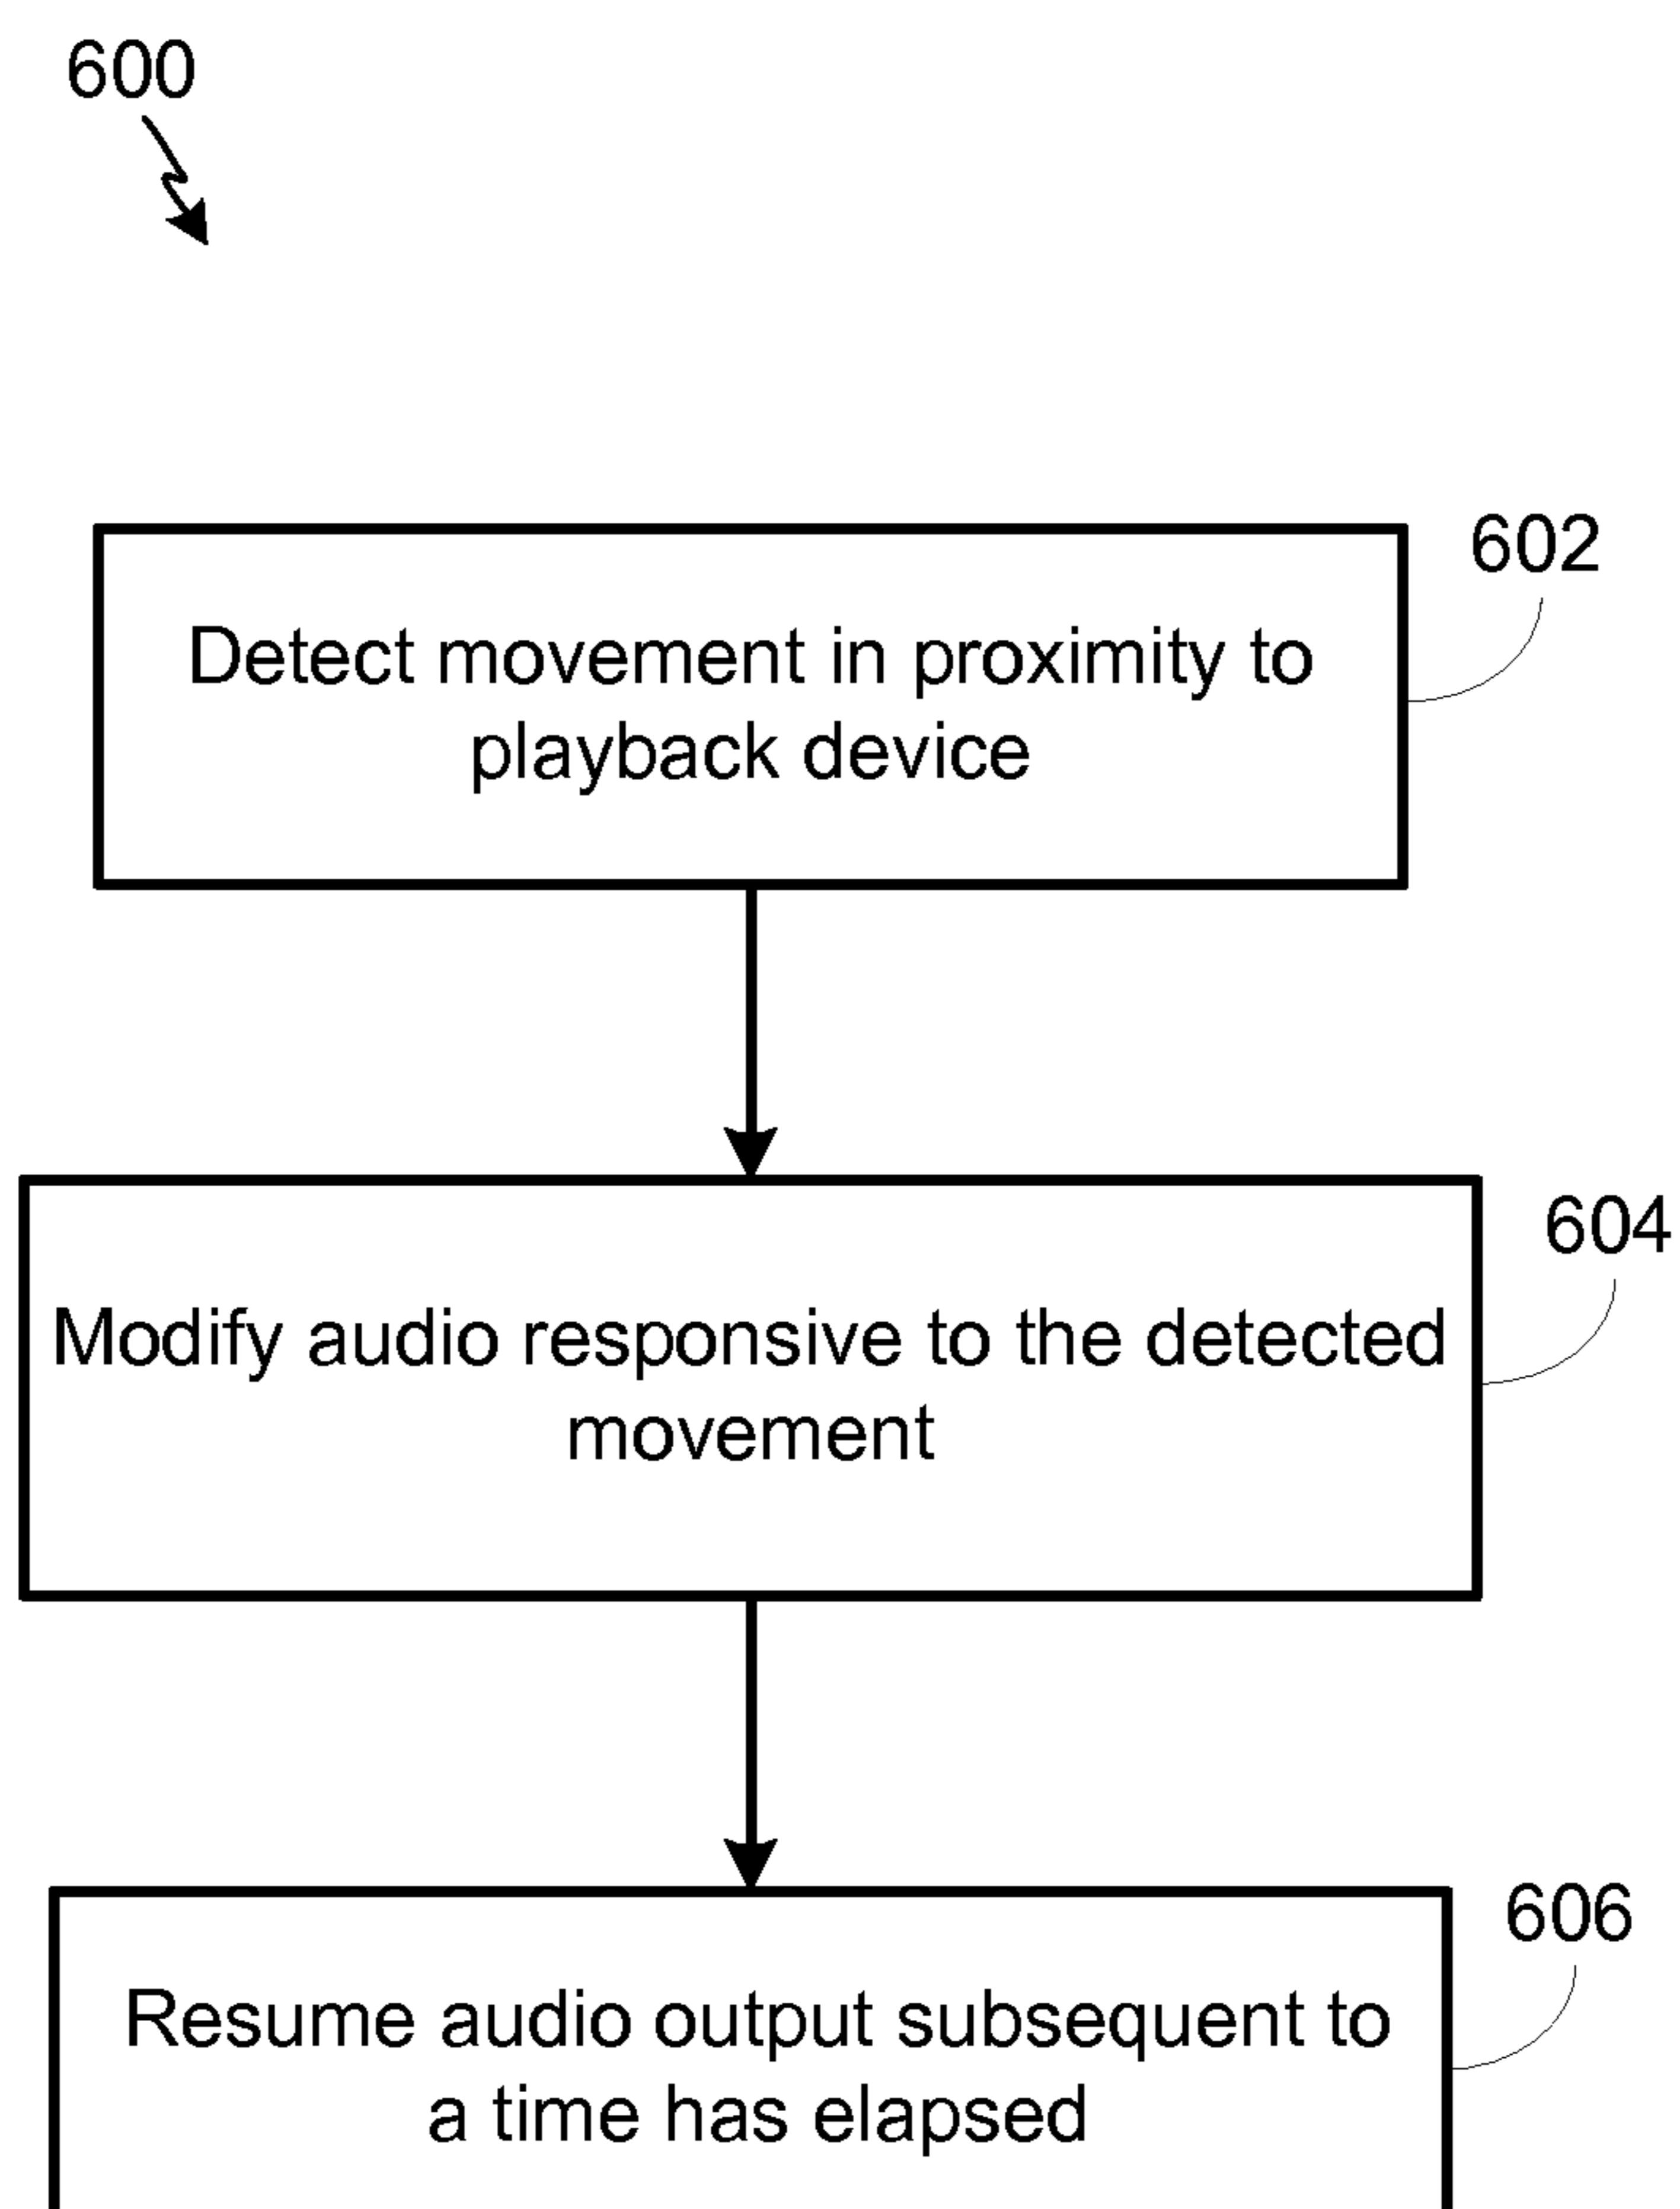 600
602
Detect movement in proximity to
playback device
604
Modify audio responsive to the detected
movement
606
Resume audio output subsequent to
a time has elapsed